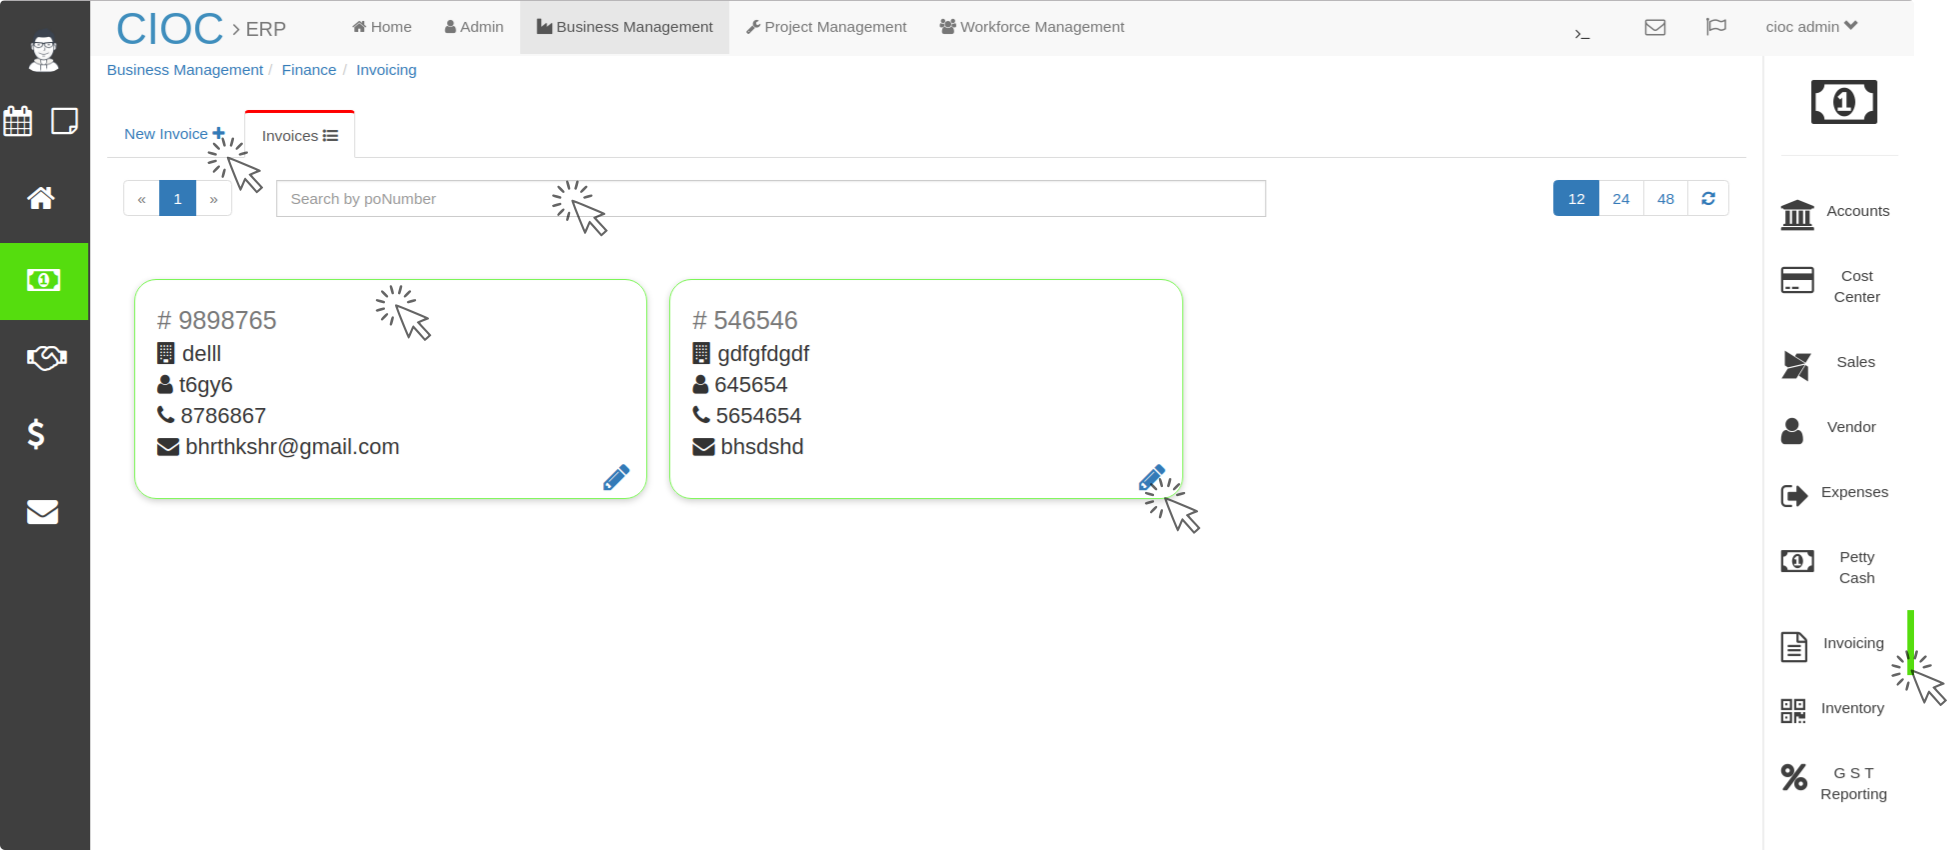 CIOC > ERP
Home
Admin
Business Management
Project Management
Workforce Management
cioc admin
Business Management / Finance / Invoicing
New Invoice
Invoices
« 1 »
Search by poNumber
12 24 48
# 9898765
delll
t6gy6
8786867
bhrthkshr@gmail.com
# 546546
gdfgfdgdf
645654
5654654
bhsdshd
Accounts
Cost
Center
Sales
Vendor
Expenses
Petty
Cash
Invoicing
Inventory
G S T
Reporting